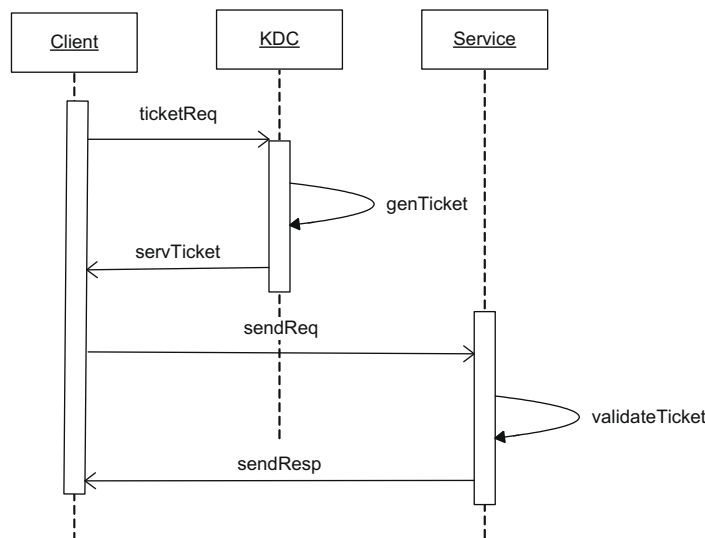 Client
KDC
Service
ticketReq
genTicket
servTicket
sendReq
validateTicket
sendResp